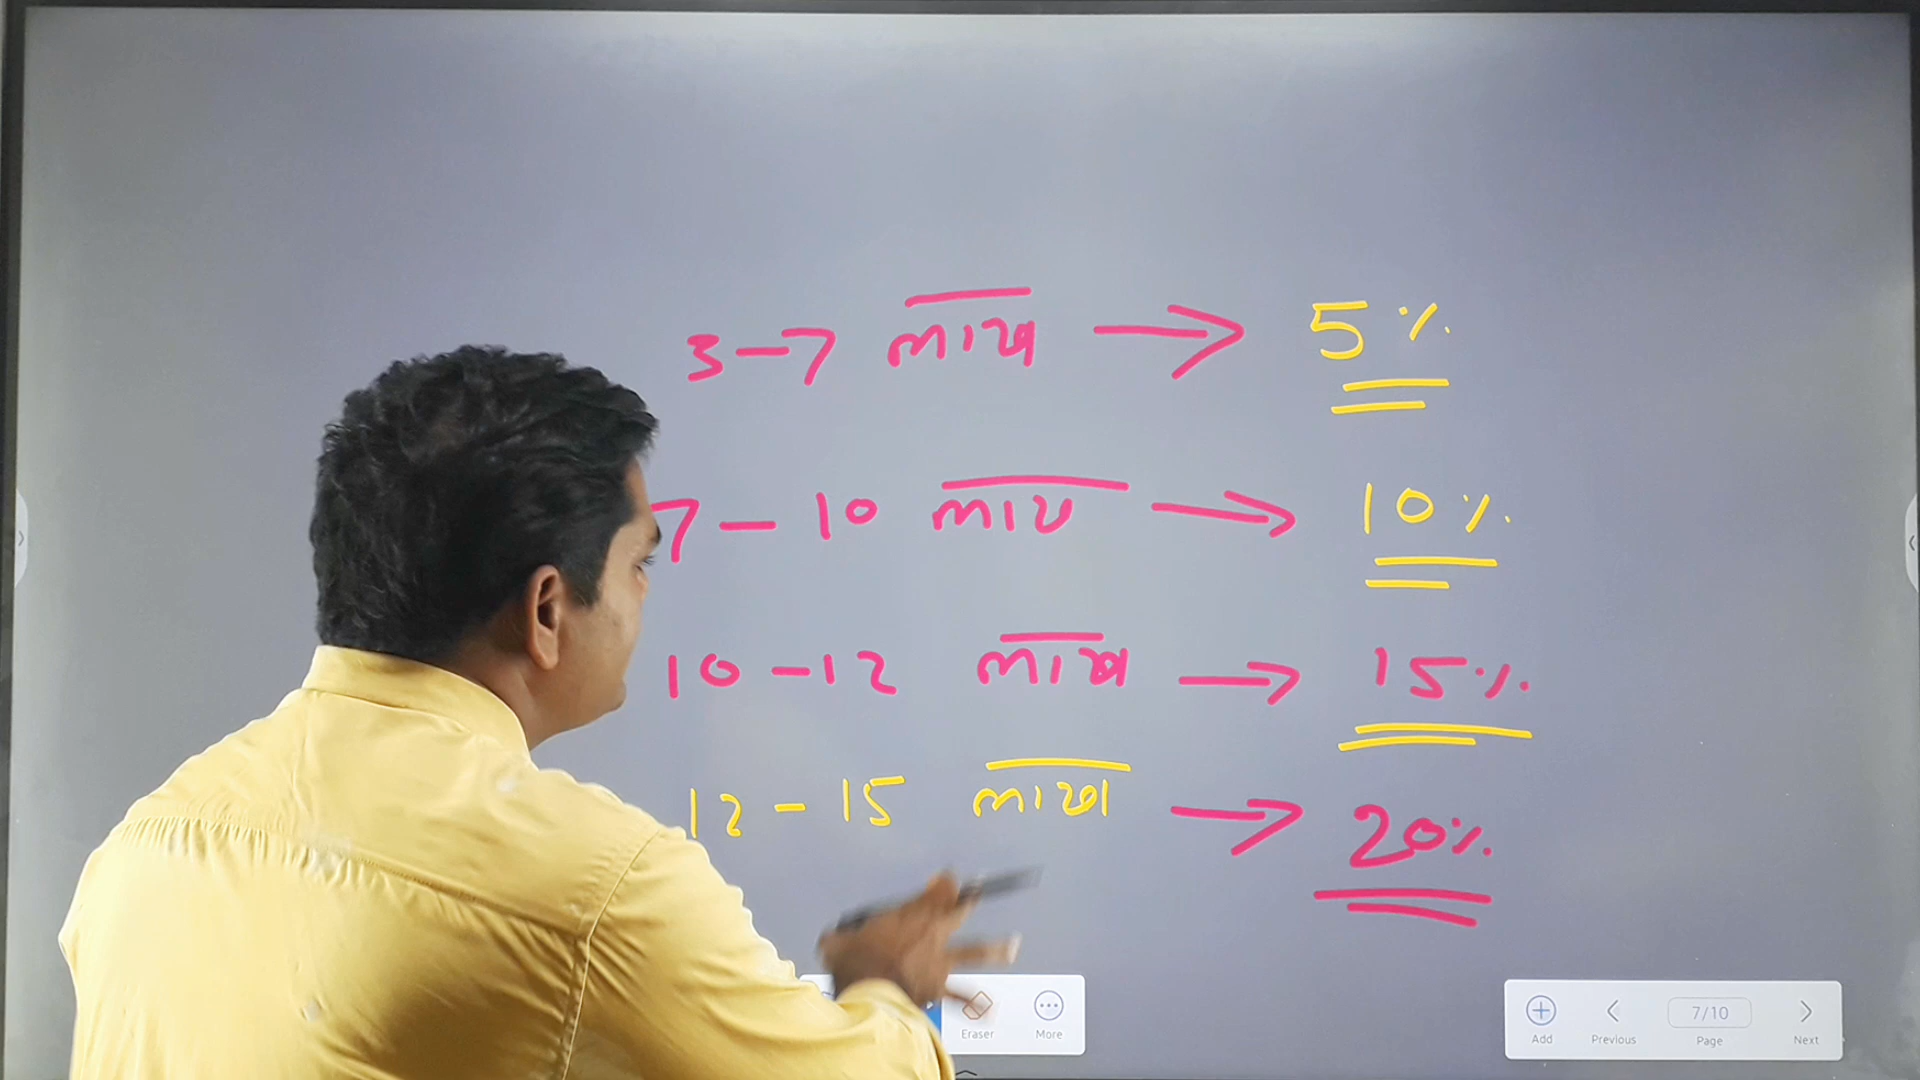 3-7 लाख → 5%
7-10 लाख → 10%
10-12 लाख → 15%
12-15 लाख → 20%
Eraser
More
Add
Previous
7/10
Page
Next